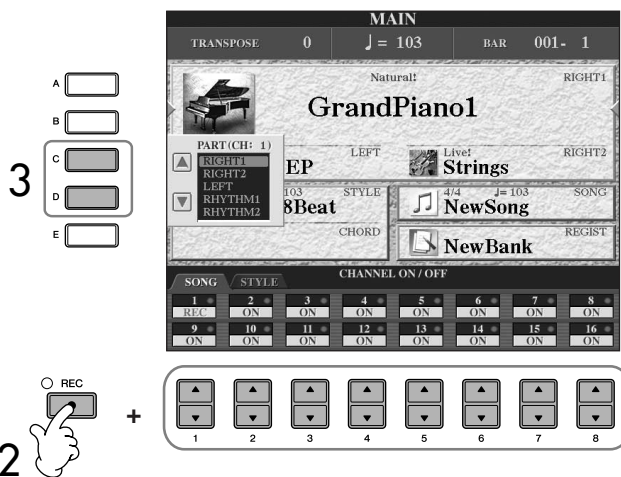 MAIN
TRANSPOSE 0 ♩= 103 BAR 001- 1
Natural! RIGHT1
GrandPiano1
PART(CH: 1)
RIGHT1
RIGHT2
LEFT
RHYTHM1
RHYTHM2
LEFT
EP
Live! RIGHT2
Strings
103 STYLE
8Beat
4/4 ♩=103 SONG
NewSong
CHORD
REGIST
NewBank
SONG STYLE CHANNEL ON / OFF
1 2 3 4 5 6 7 8
REC ON ON ON ON ON ON ON
9 10 11 12 13 14 15 16
ON ON ON ON ON ON ON ON
A
B
3 C
D
E
REC
2 +
1 2 3 4 5 6 7 8